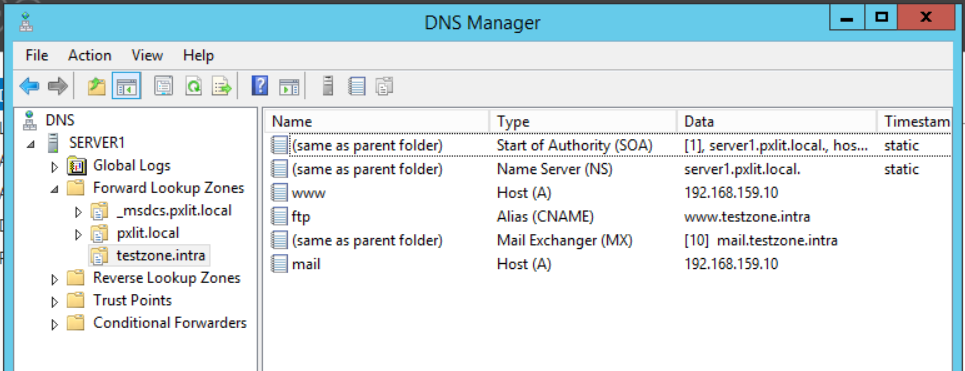 DNS Manager
File Action View Help
DNS
SERVER1
Global Logs
Forward Lookup Zones
_msdcs.pxlit.local
pxlit.local
testzone.intra
Reverse Lookup Zones
Trust Points
Conditional Forwarders
Name Type Data Timestam
(same as parent folder) Start of Authority (SOA) [1], server1.pxlit.local., hos... static
(same as parent folder) Name Server (NS) server1.pxlit.local. static
www Host (A) 192.168.159.10
ftp Alias (CNAME) www.testzone.intra
(same as parent folder) Mail Exchanger (MX) [10] mail.testzone.intra
mail Host (A) 192.168.159.10